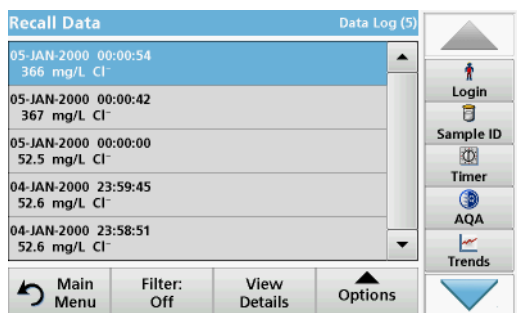 Recall Data
Data Log (5)
05-JAN-2000 00:00:54
366 mg/L Cl⁻
05-JAN-2000 00:00:42
367 mg/L Cl⁻
05-JAN-2000 00:00:00
52.5 mg/L Cl⁻
04-JAN-2000 23:59:45
52.6 mg/L Cl⁻
04-JAN-2000 23:58:51
52.6 mg/L Cl⁻
Main
Menu
Filter:
Off
View
Details
Options
Login
Sample ID
Timer
AQA
Trends